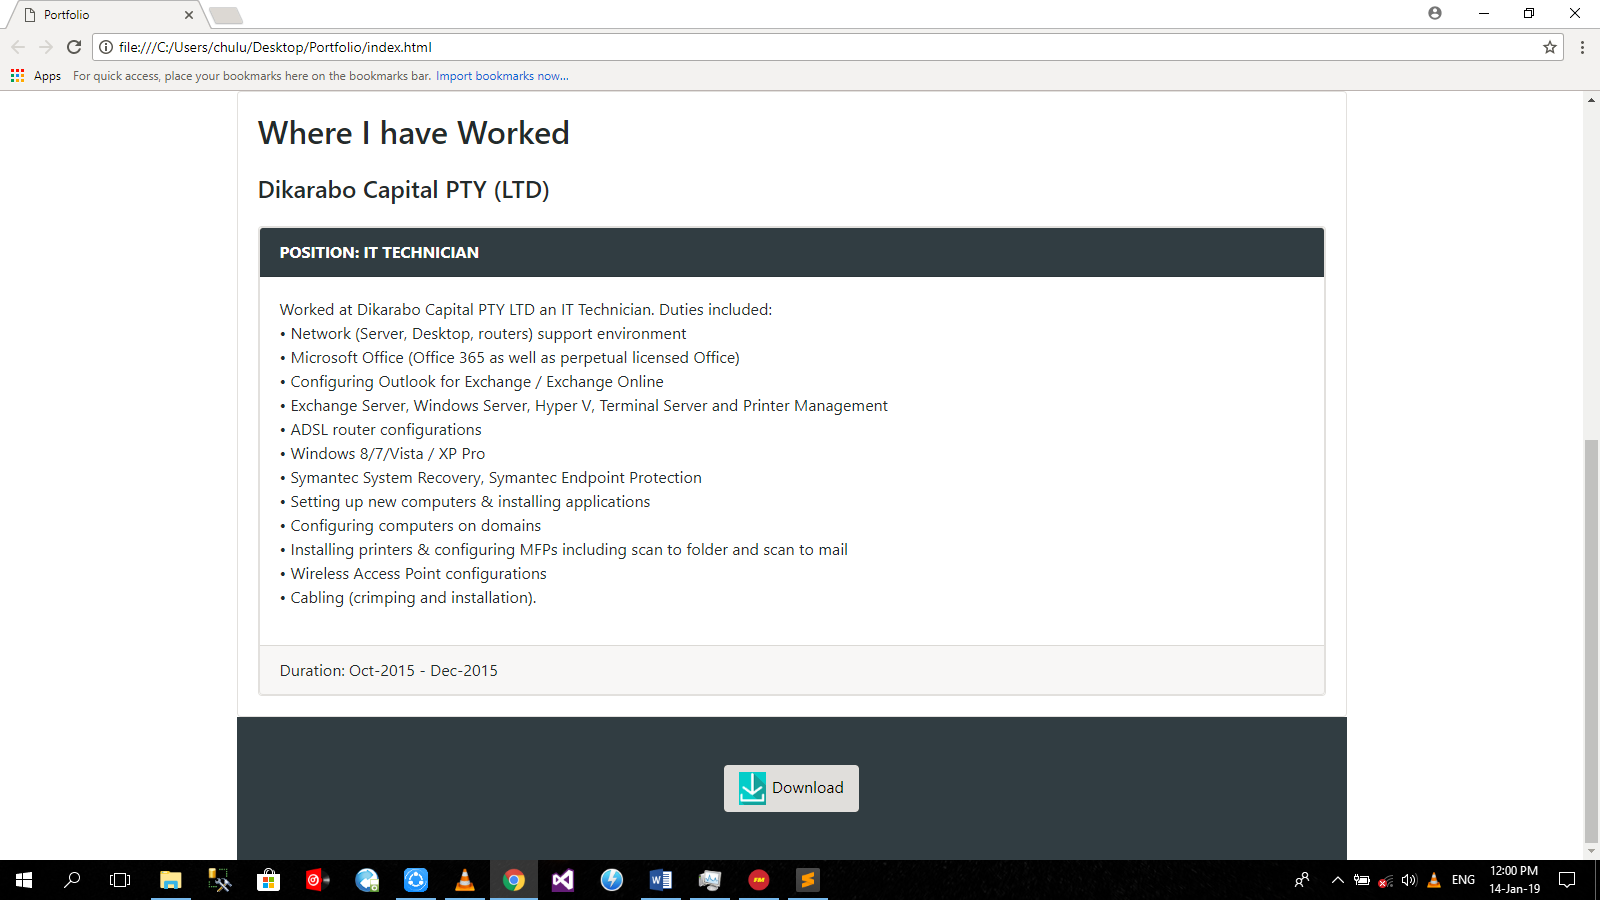 Portfolio
file:///C:/Users/chulu/Desktop/Portfolio/index.html
Apps For quick access, place your bookmarks here on the bookmarks bar. Import bookmarks now...
Where I have Worked
Dikarabo Capital PTY (LTD)
POSITION: IT TECHNICIAN
Worked at Dikarabo Capital PTY LTD an IT Technician. Duties included:
• Network (Server, Desktop, routers) support environment
• Microsoft Office (Office 365 as well as perpetual licensed Office)
• Configuring Outlook for Exchange / Exchange Online
• Exchange Server, Windows Server, Hyper V, Terminal Server and Printer Management
• ADSL router configurations
• Windows 8/7/Vista / XP Pro
• Symantec System Recovery, Symantec Endpoint Protection
• Setting up new computers & installing applications
• Configuring computers on domains
• Installing printers & configuring MFPs including scan to folder and scan to mail
• Wireless Access Point configurations
• Cabling (crimping and installation).
Duration: Oct-2015 - Dec-2015
Download
ENG
12:00 PM
14-Jan-19